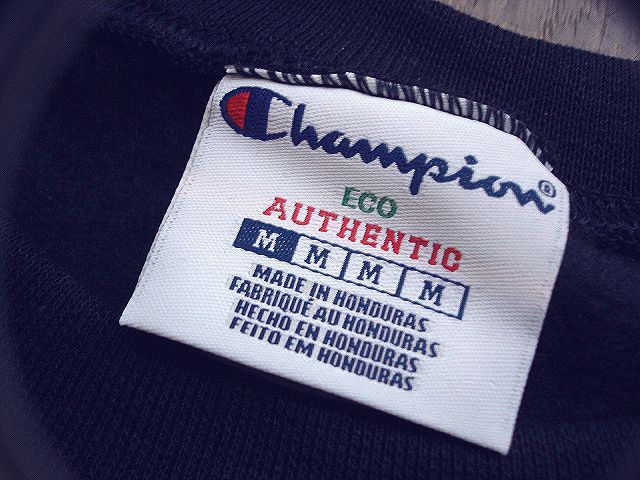 Champion®
ECO
AUTHENTIC
M M M M
MADE IN HONDURAS
FABRIQUÉ AU HONDURAS
HECHO EN HONDURAS
FEITO EM HONDURAS